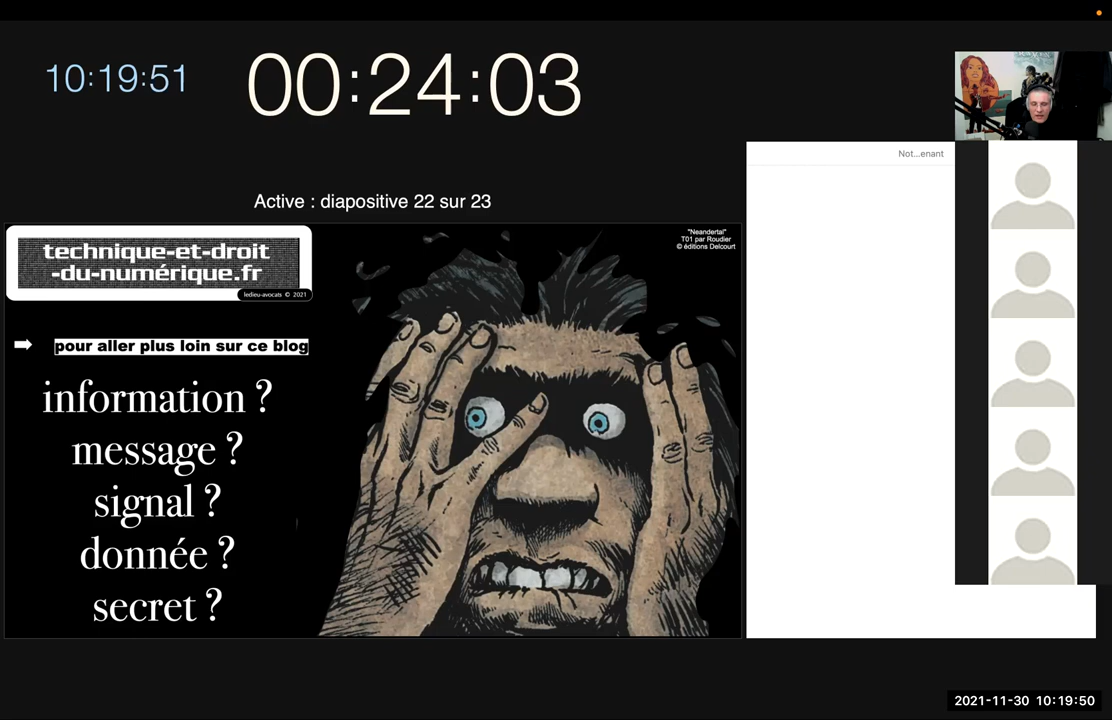 10:19:51
00:24:03
Not...enant
Active : diapositive 22 sur 23
technique-et-droit
-du-numérique.fr
ledieu-avocats © 2021
"Neandertal"
T01 par Roudier
© éditions Delcourt
➡ pour aller plus loin sur ce blog
information ?
message ?
signal ?
donnée ?
secret ?
2021-11-30 10:19:50